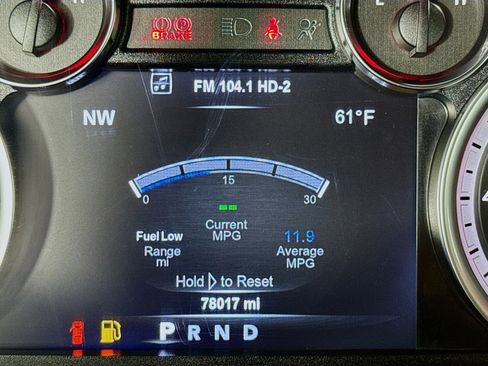 BRAKE
E
FM 104.1 HD-2
NW
61°F
0
15
30
--
Current
MPG
Fuel Low
Range
mi
11.9
Average
MPG
Hold ▷ to Reset
78017 mi
P R N D